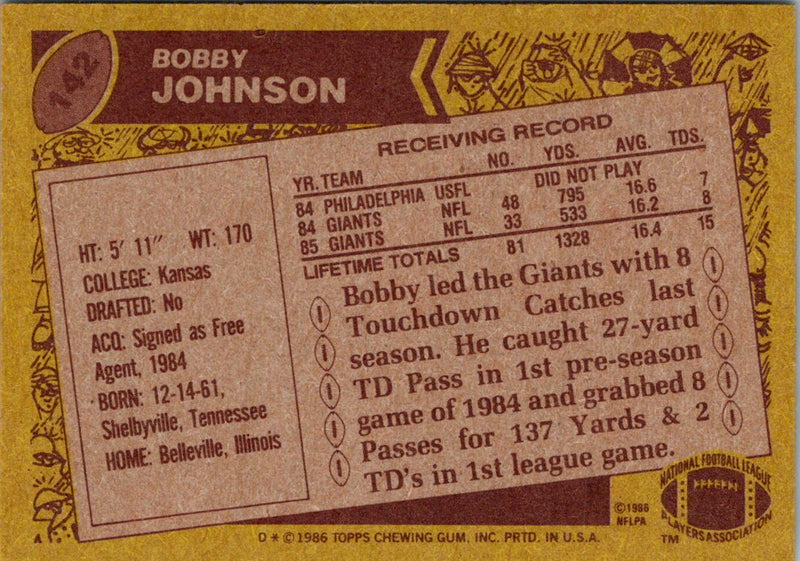 142
BOBBY
JOHNSON
RECEIVING RECORD
YR. TEAM NO. YDS. AVG. TDS.
84 PHILADELPHIA USFL DID NOT PLAY
84 GIANTS NFL 48 795 16.6 7
85 GIANTS NFL 33 533 16.2 8
LIFETIME TOTALS 81 1328 16.4 15
HT: 5' 11" WT: 170
COLLEGE: Kansas
DRAFTED: No
ACQ: Signed as Free
Agent, 1984
BORN: 12-14-61,
Shelbyville, Tennessee
HOME: Belleville, Illinois
Bobby led the Giants with 8
Touchdown Catches last
season. He caught 27-yard
TD Pass in 1st pre-season
game of 1984 and grabbed 8
Passes for 137 Yards & 2
TD's in 1st league game.
©1986
NFLPA
NATIONAL FOOTBALL LEAGUE
PLAYERS ASSOCIATION
TM
A
D * © 1986 TOPPS CHEWING GUM, INC. PRTD. IN U.S.A.